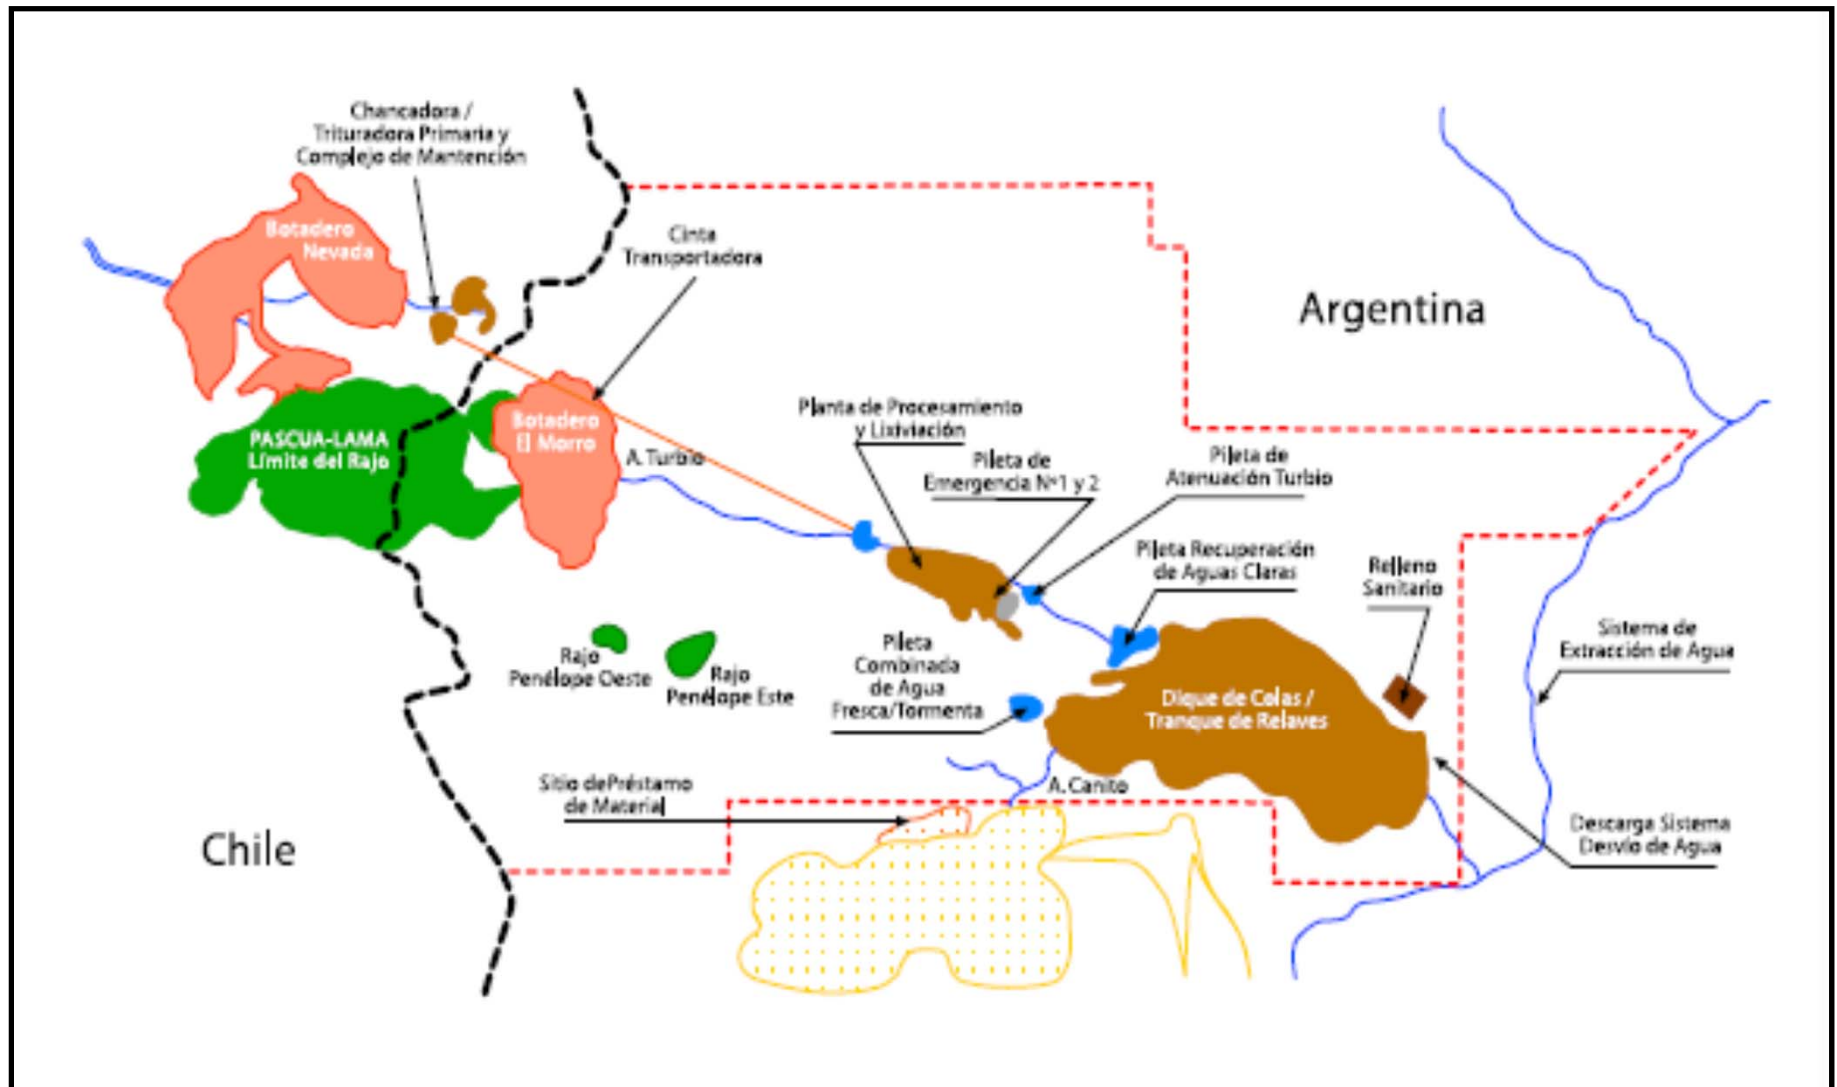 Chancadora /
Trituradora Primaria y
Complejo de Mantención
Botadero
Nevada
Cinta
Transportadora
Argentina
PASCUA-LAMA
Límite del Rajo
Botadero
El Morro
A. Turbio
Planta de Procesamiento
y Lixiviación
Pileta de
Emergencia Nº1 y 2
Pileta de
Atenuación Turbio
Pileta Recuperación
de Aguas Claras
Relleno
Sanitario
Sistema de
Extracción de Agua
Rajo
Penélope Oeste
Rajo
Penélope Este
Pileta
Combinada
de Agua
Fresca/Tormenta
Dique de Colas /
Tranque de Relaves
Sitio dePréstamo
de Material
A. Canito
Chile
Descarga Sistema
Desvío de Agua